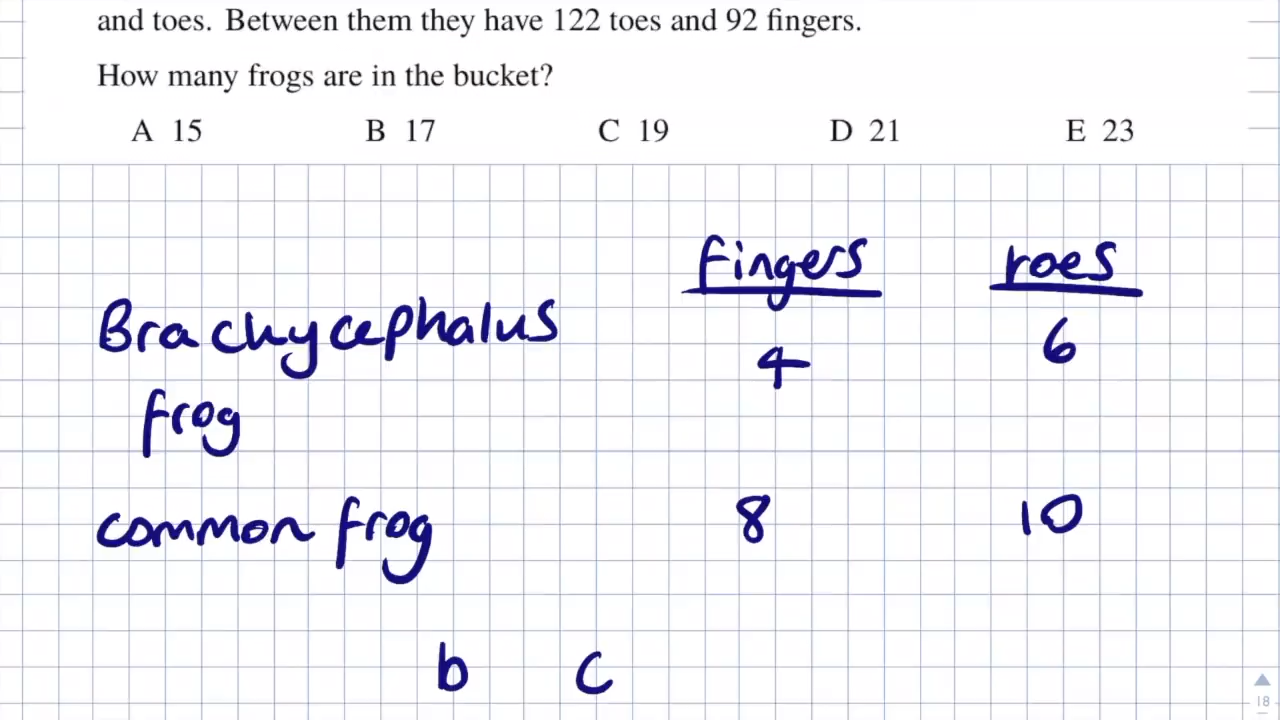 and toes. Between them they have 122 toes and 92 fingers.
How many frogs are in the bucket?
A 15 B 17 C 19 D 21 E 23
fingers toes
Brachycephalus 4 6
frog
common frog 8 10
b c
18